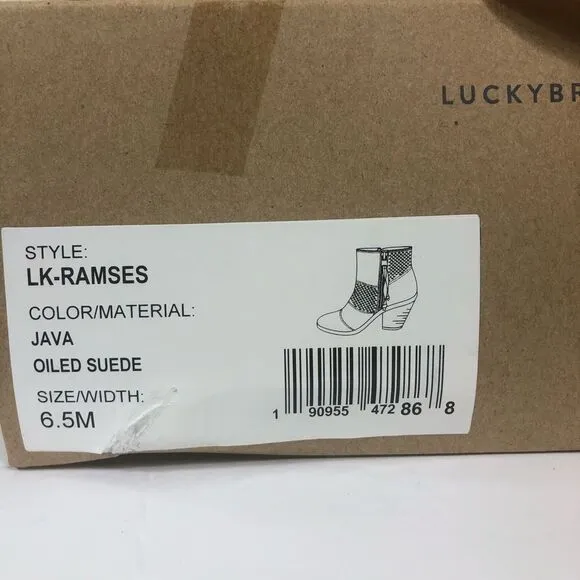 LUCKYBR
STYLE:
LK-RAMSES
COLOR/MATERIAL:
JAVA
OILED SUEDE
SIZE/WIDTH:
6.5M
1 90955 472 86 8